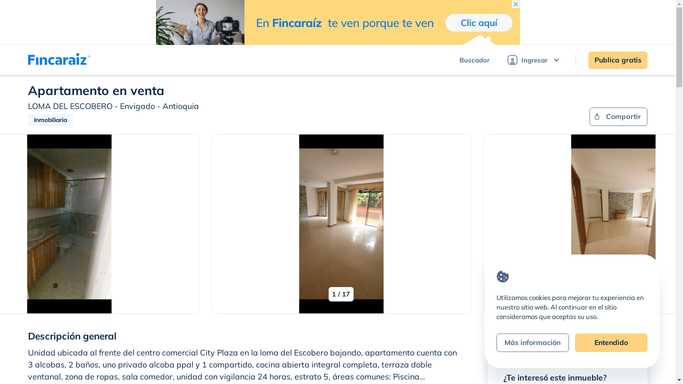 En Fincaraíz te ven porque te ven
Clic aquí
Fincaraiz
Buscador
Ingresar
Publica gratis
Apartamento en venta
LOMA DEL ESCOBERO - Envigado - Antioquia
Inmobiliaria
Compartir
1 / 17
Utilizamos cookies para mejorar tu experiencia en
nuestro sitio web. Al continuar en el sitio
consideramos que aceptas su uso.
Más información
Entendido
Descripción general
Unidad ubicada al frente del centro comercial City Plaza en la loma del Escobero bajando, apartamento cuenta con
3 alcobas, 2 baños, uno privado alcoba ppal y 1 compartido, cocina abierta integral completa, terraza doble
ventanal, zona de ropas, sala comedor, unidad con vigilancia 24 horas, estrato 5, áreas comunes: Piscina...
¿Te interesó este inmueble?